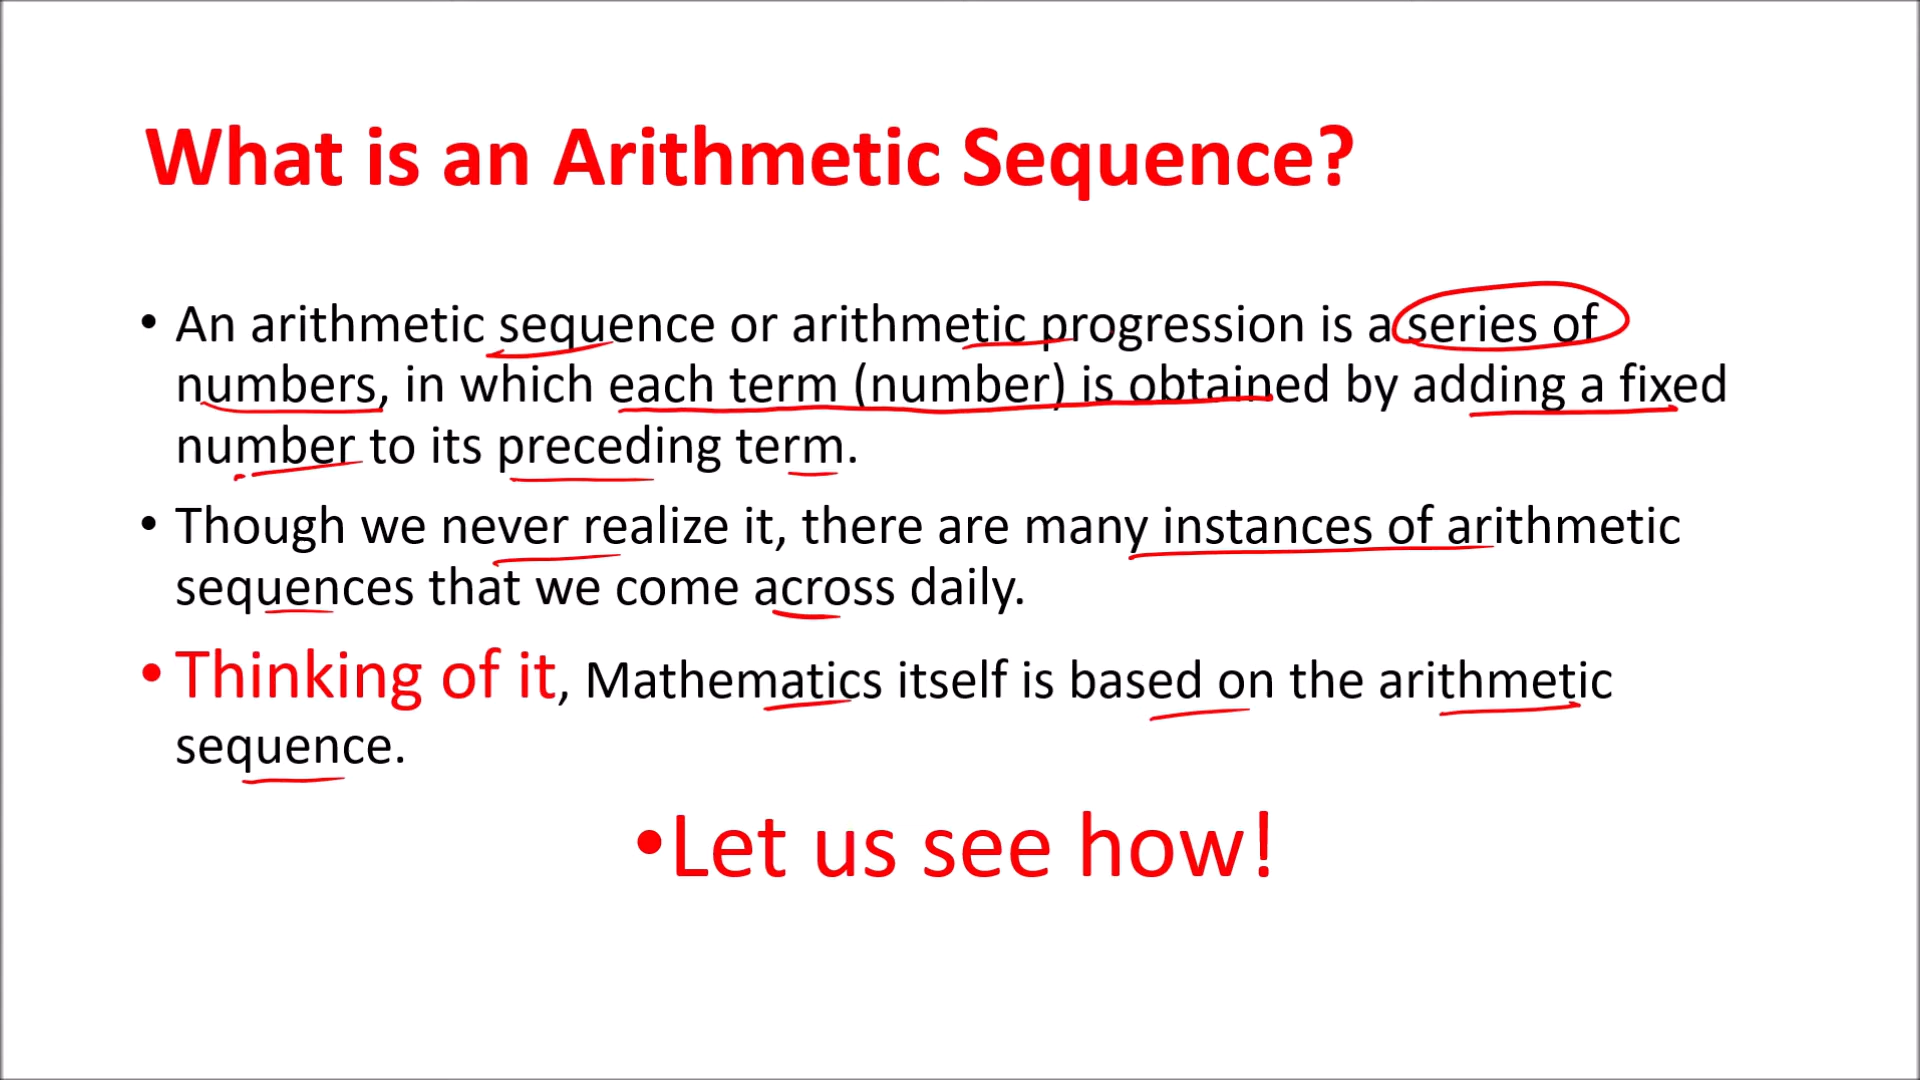 What is an Arithmetic Sequence?
• An arithmetic sequence or arithmetic progression is a series of
numbers, in which each term (number) is obtained by adding a fixed
number to its preceding term.
• Though we never realize it, there are many instances of arithmetic
sequences that we come across daily.
• Thinking of it, Mathematics itself is based on the arithmetic
sequence.
•Let us see how!